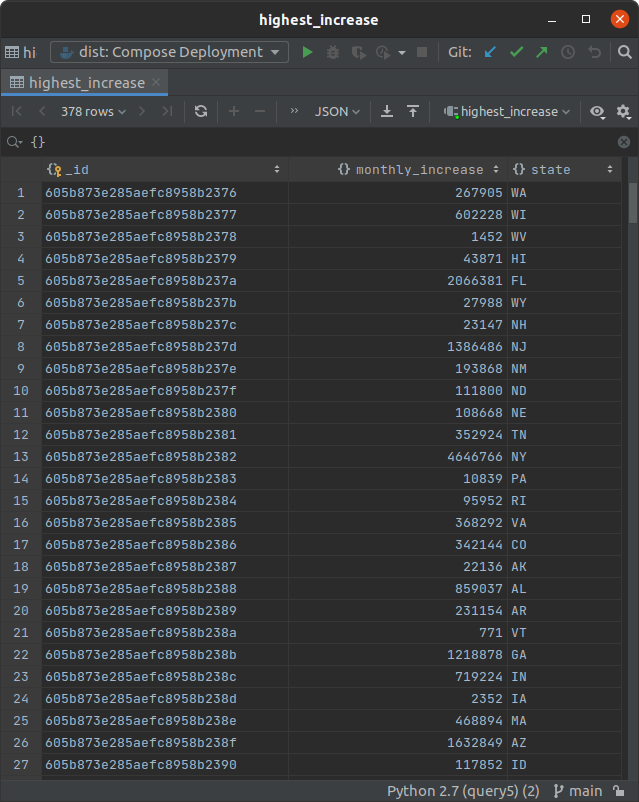 highest_increase
hi dist: Compose Deployment Git:
highest_increase
378 rows JSON highest_increase
{}
_id monthly_increase state
1 605b873e285aefc8958b2376 267905 WA
2 605b873e285aefc8958b2377 602228 WI
3 605b873e285aefc8958b2378 1452 WV
4 605b873e285aefc8958b2379 43871 HI
5 605b873e285aefc8958b237a 2066381 FL
6 605b873e285aefc8958b237b 27988 WY
7 605b873e285aefc8958b237c 23147 NH
8 605b873e285aefc8958b237d 1386486 NJ
9 605b873e285aefc8958b237e 193868 NM
10 605b873e285aefc8958b237f 111800 ND
11 605b873e285aefc8958b2380 108668 NE
12 605b873e285aefc8958b2381 352924 TN
13 605b873e285aefc8958b2382 4646766 NY
14 605b873e285aefc8958b2383 10839 PA
15 605b873e285aefc8958b2384 95952 RI
16 605b873e285aefc8958b2385 368292 VA
17 605b873e285aefc8958b2386 342144 CO
18 605b873e285aefc8958b2387 22136 AK
19 605b873e285aefc8958b2388 859037 AL
20 605b873e285aefc8958b2389 231154 AR
21 605b873e285aefc8958b238a 771 VT
22 605b873e285aefc8958b238b 1218878 GA
23 605b873e285aefc8958b238c 719224 IN
24 605b873e285aefc8958b238d 2352 IA
25 605b873e285aefc8958b238e 468894 MA
26 605b873e285aefc8958b238f 1632849 AZ
27 605b873e285aefc8958b2390 117852 ID
Python 2.7 (query5) (2) main